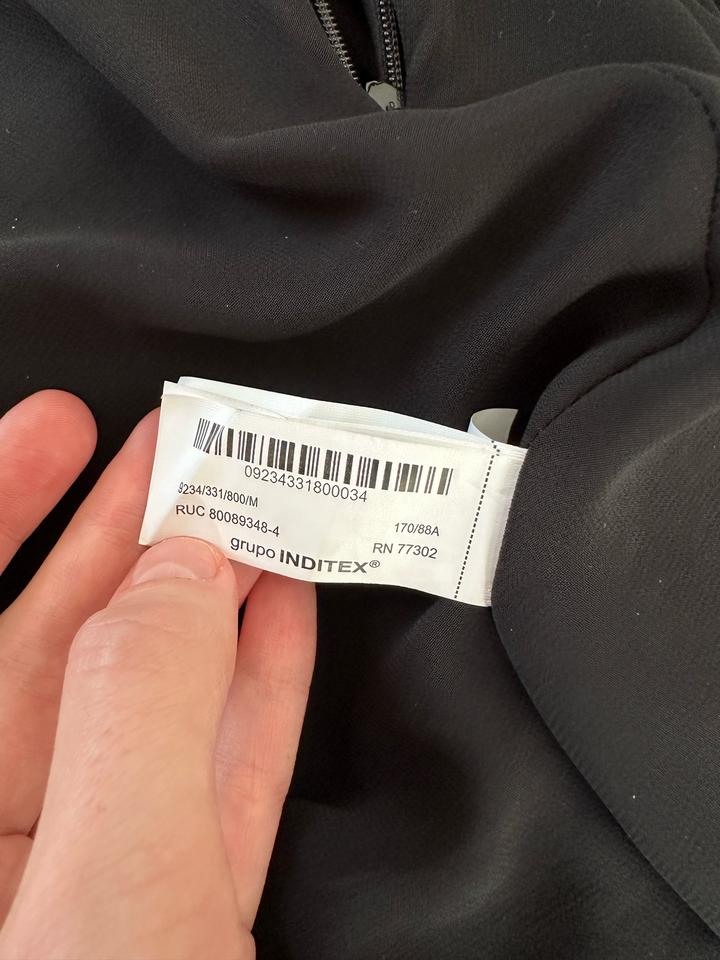 09234331800034
9234/331/800/M
RUC 80089348-4
170/88A
RN 77302
grupo INDITEX®